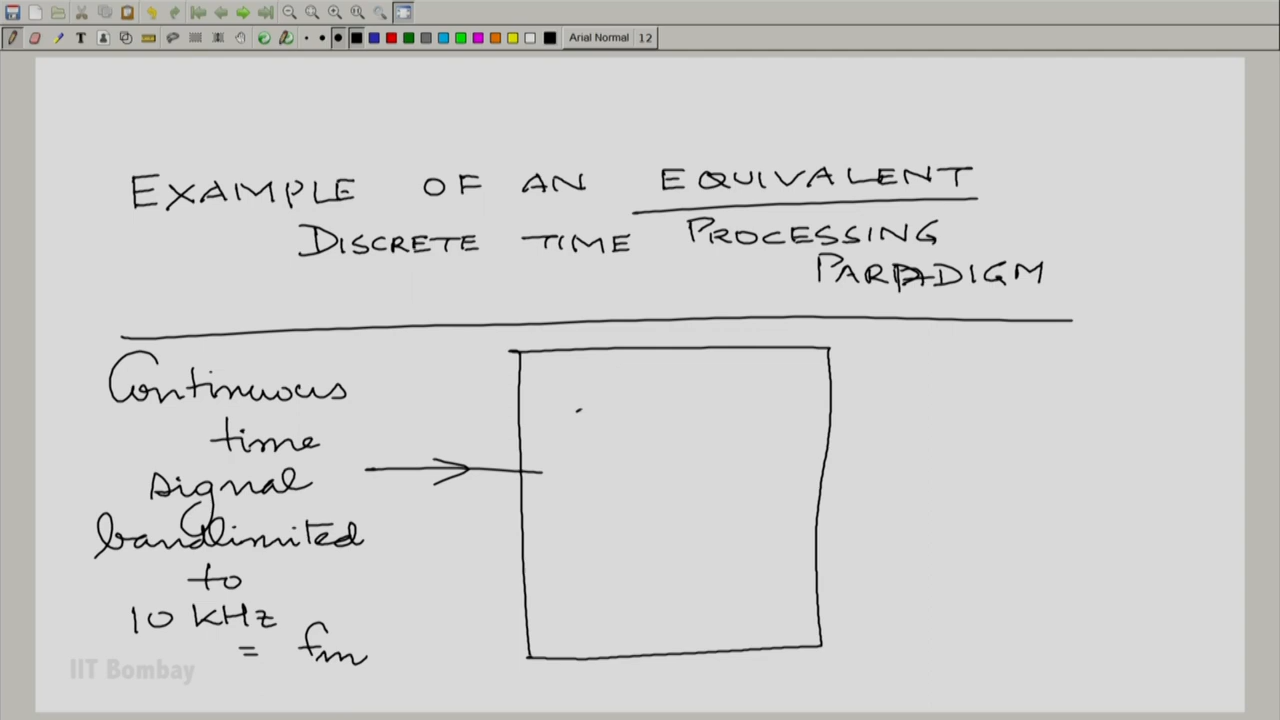 Arial Normal 12
EXAMPLE OF AN EQUIVALENT
DISCRETE TIME PROCESSING
PARADIGM
Continuous
time
signal
bandlimited
to
10 kHz
= fm
IIT Bombay